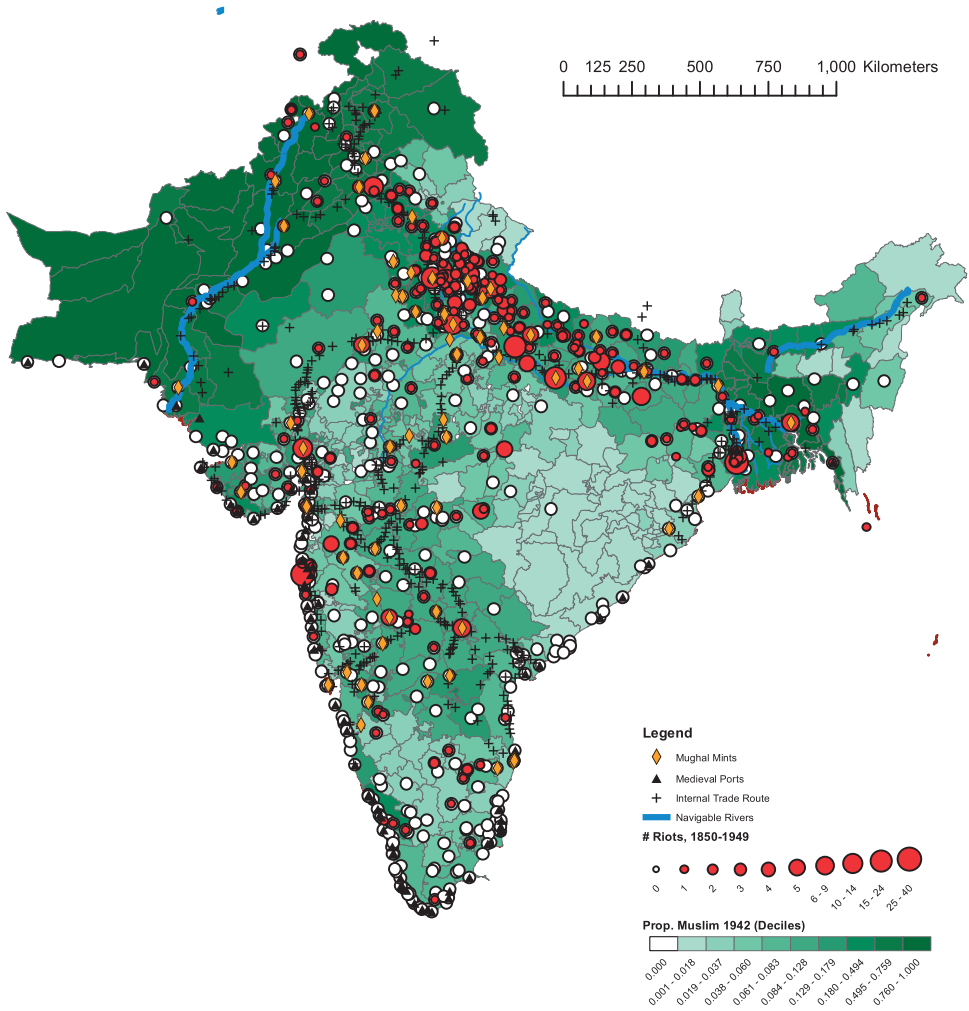 0 125 250 500 750 1,000 Kilometers
Legend
Mughal Mints
Medieval Ports
Internal Trade Route
Navigable Rivers
# Riots, 1850-1949
0 1 2 3 4 5 6 - 9 10 - 14 15 - 24 25 - 40
Prop. Muslim 1942 (Deciles)
0.000 0.001 - 0.018 0.019 - 0.037 0.038 - 0.060 0.061 - 0.083 0.084 - 0.128 0.129 - 0.179 0.180 - 0.494 0.495 - 0.759 0.760 - 1.000